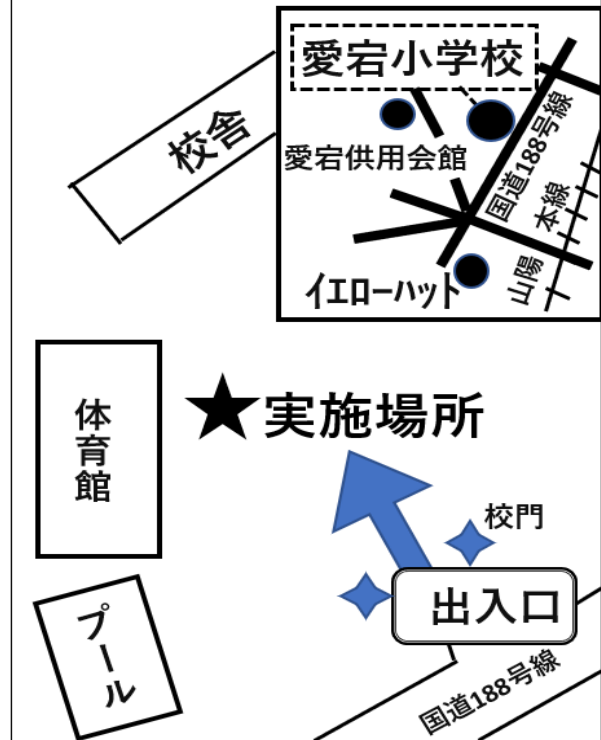 愛宕小学校
校舎
愛宕供用会館
国道188号線
山陽本線
イエローハット
体育館
★実施場所
校門
出入口
プール
国道188号線